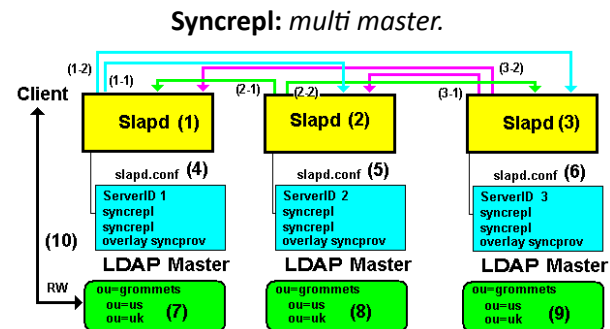 Syncrepl: multi master.
(1-2)
(3-2)
(1-1)
Client
(2-1)
(2-2)
(3-1)
Slapd (1)
Slapd (2)
Slapd (3)
slapd.conf (4)
slapd.conf (5)
slapd.conf (6)
ServerID 1
syncrepl
syncrepl
overlay syncprov
ServerID 2
syncrepl
syncrepl
overlay syncprov
ServerID 3
syncrepl
syncrepl
overlay syncprov
(10)
LDAP Master
LDAP Master
LDAP Master
RW
ou=grommets
ou=us
ou=uk
(7)
ou=grommets
ou=us
ou=uk
(8)
ou=grommets
ou=us
ou=uk
(9)